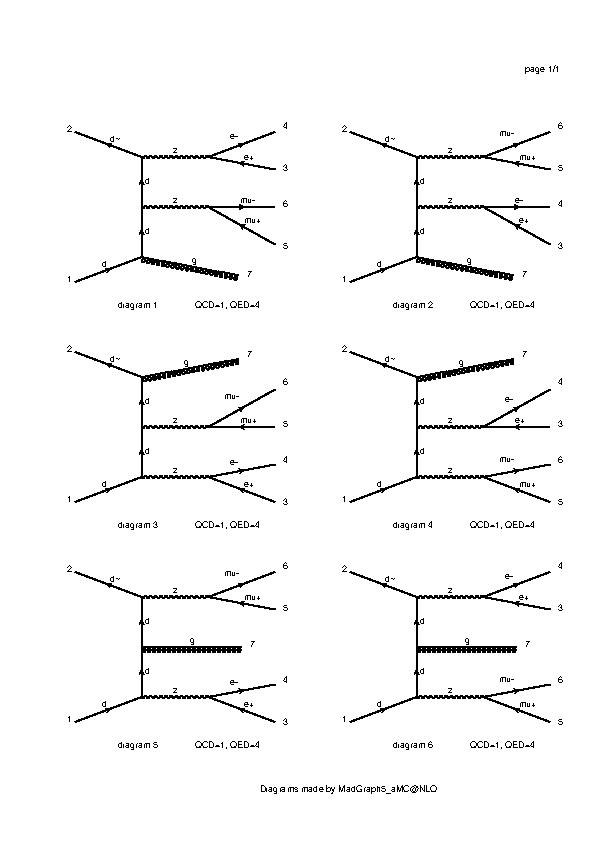 page 1/1
2 d~ z e- 4
e+ 3
d z mu- 6
mu+ 5
d
1 d g 7
diagram 1 QCD=1, QED=4
2 d~ z mu- 6
mu+ 5
d z e- 4
e+ 3
d
1 d g 7
diagram 2 QCD=1, QED=4
2 d~ g 7
d mu- 6
z mu+ 5
d e- 4
1 d z e+ 3
diagram 3 QCD=1, QED=4
2 d~ g 7
d e- 4
z e+ 3
d mu- 6
1 d z mu+ 5
diagram 4 QCD=1, QED=4
2 d~ z mu- 6
mu+ 5
d g 7
d e- 4
1 d z e+ 3
diagram 5 QCD=1, QED=4
2 d~ z e- 4
e+ 3
d g 7
d mu- 6
1 d z mu+ 5
diagram 6 QCD=1, QED=4
Diagrams made by MadGraph5_aMC@NLO